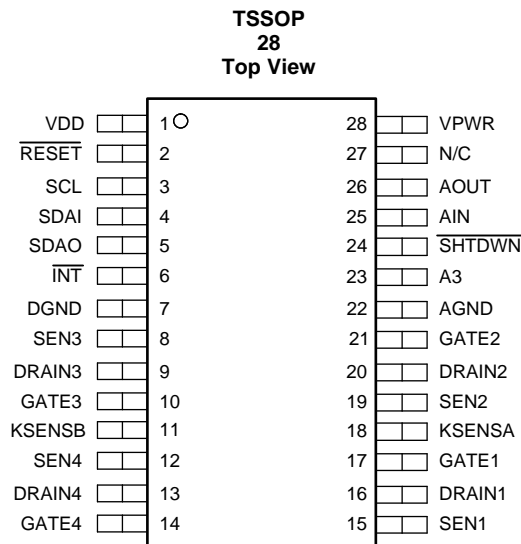 TSSOP
28
Top View
VDD 1 28 VPWR
RESET 2 27 N/C
SCL 3 26 AOUT
SDAI 4 25 AIN
SDAO 5 24 SHTDWN
INT 6 23 A3
DGND 7 22 AGND
SEN3 8 21 GATE2
DRAIN3 9 20 DRAIN2
GATE3 10 19 SEN2
KSENSB 11 18 KSENSA
SEN4 12 17 GATE1
DRAIN4 13 16 DRAIN1
GATE4 14 15 SEN1